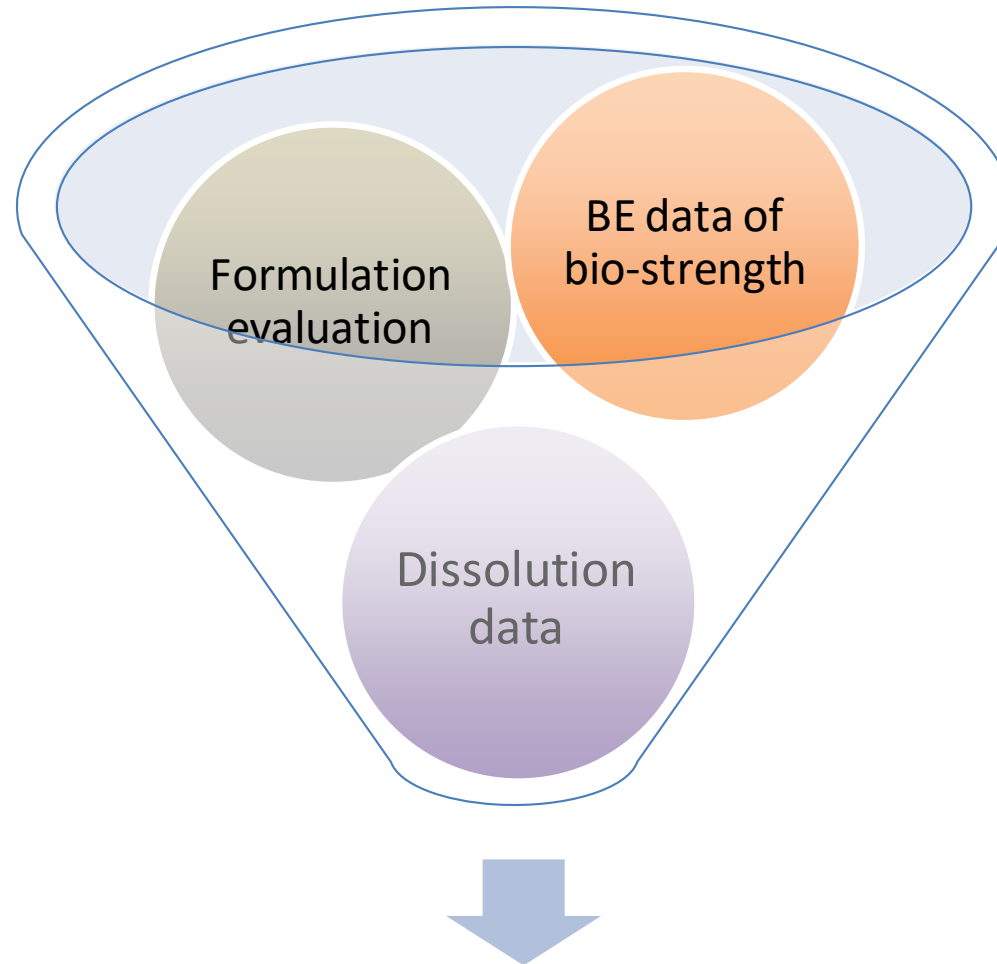 Formulation
evaluation
BE data of
bio-strength
Dissolution
data